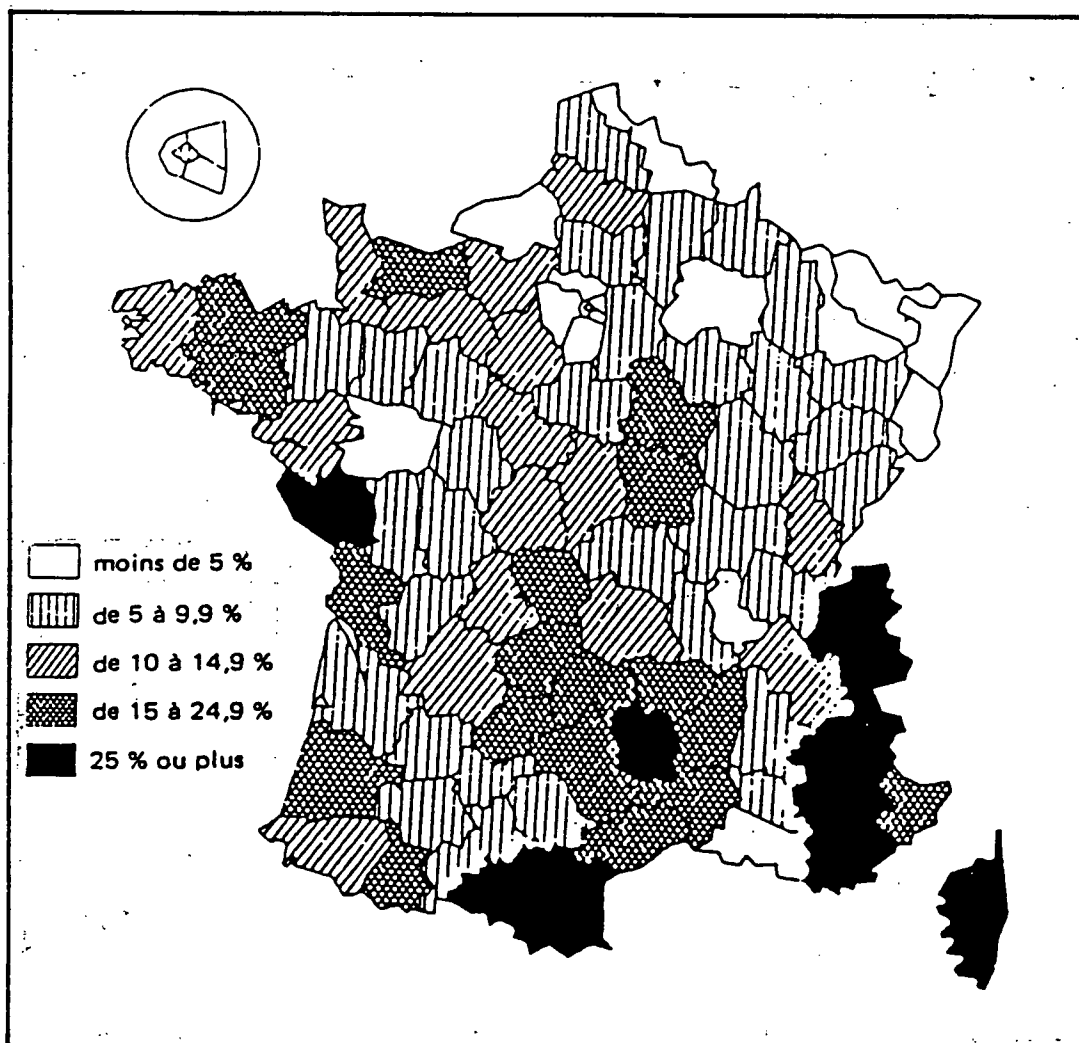 moins de 5 %
de 5 à 9,9 %
de 10 à 14,9 %
de 15 à 24,9 %
25 % ou plus